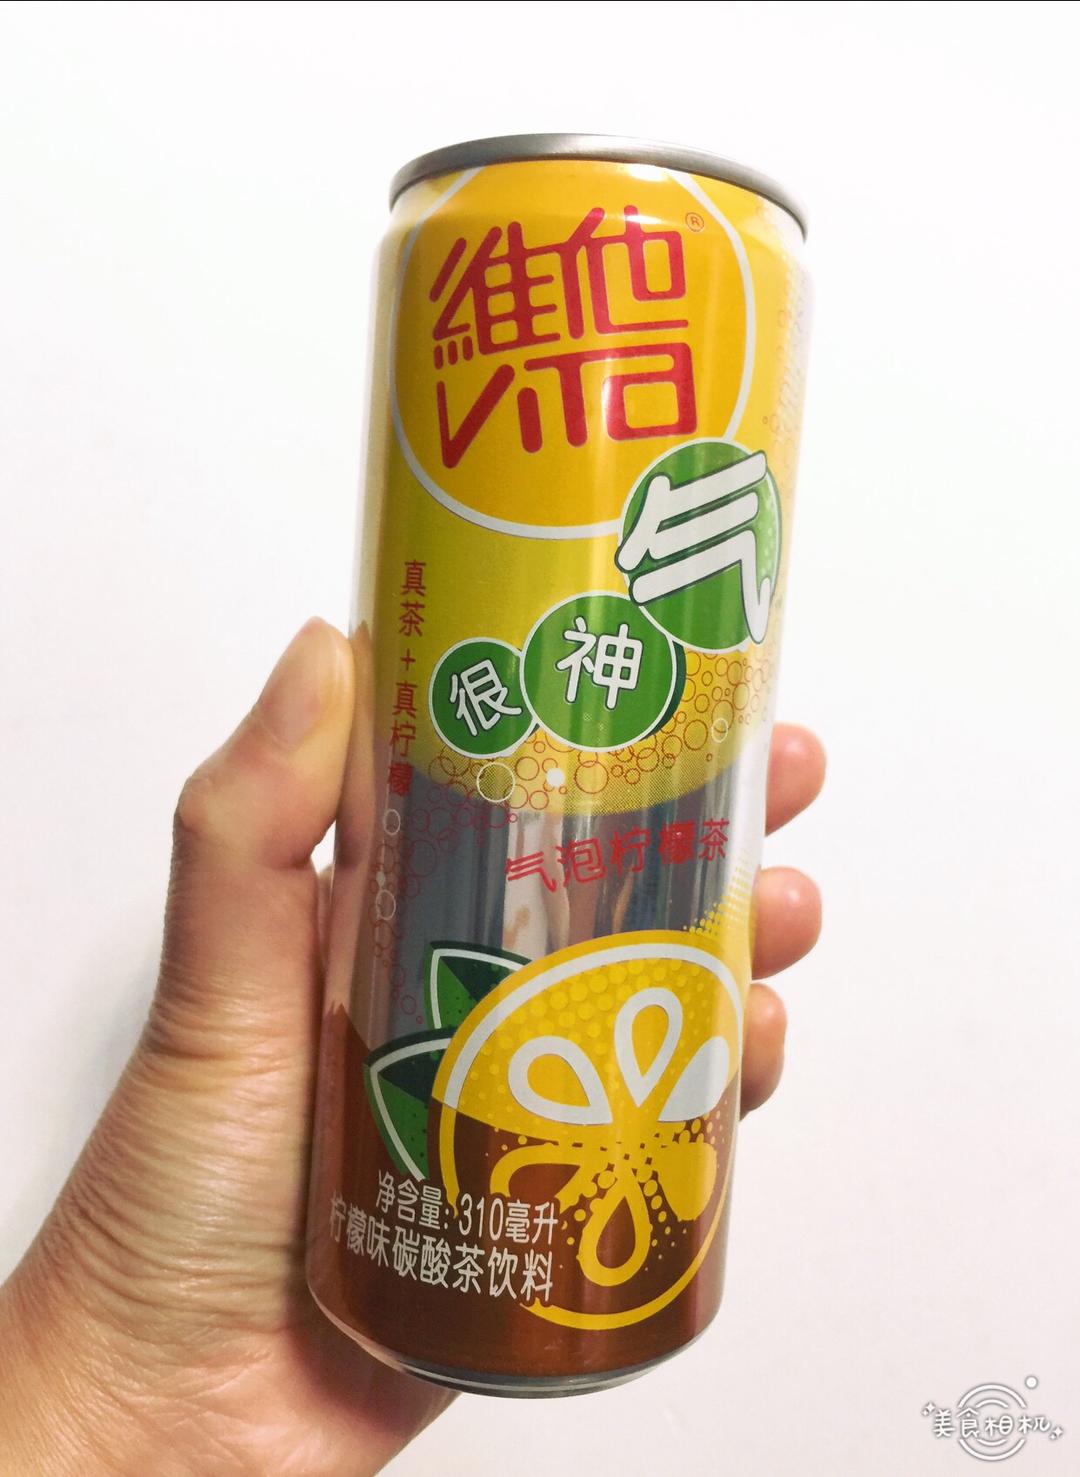 維他®
VITA
很神气
真茶+真柠檬
气泡柠檬茶
净含量:310毫升
柠檬味碳酸茶饮料
美食相机